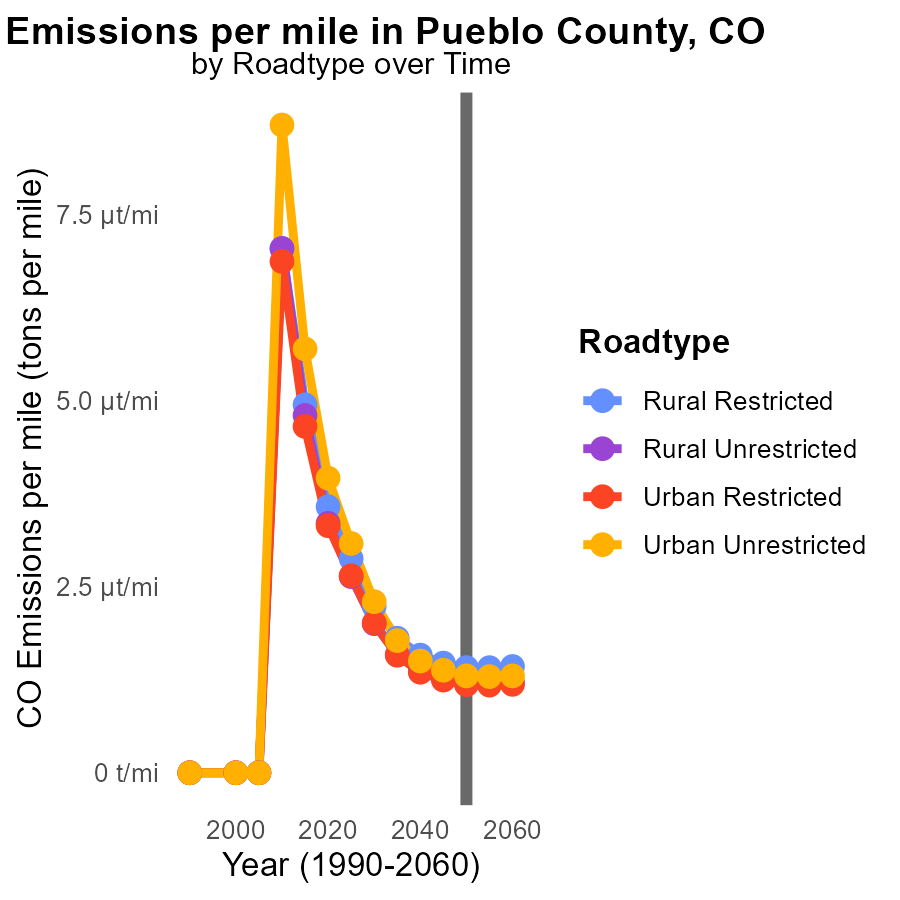 Emissions per mile in Pueblo County, CO
by Roadtype over Time
CO Emissions per mile (tons per mile)
7.5 µt/mi
5.0 µt/mi
2.5 µt/mi
0 t/mi
2000 2020 2040 2060
Year (1990-2060)
Roadtype
Rural Restricted
Rural Unrestricted
Urban Restricted
Urban Unrestricted